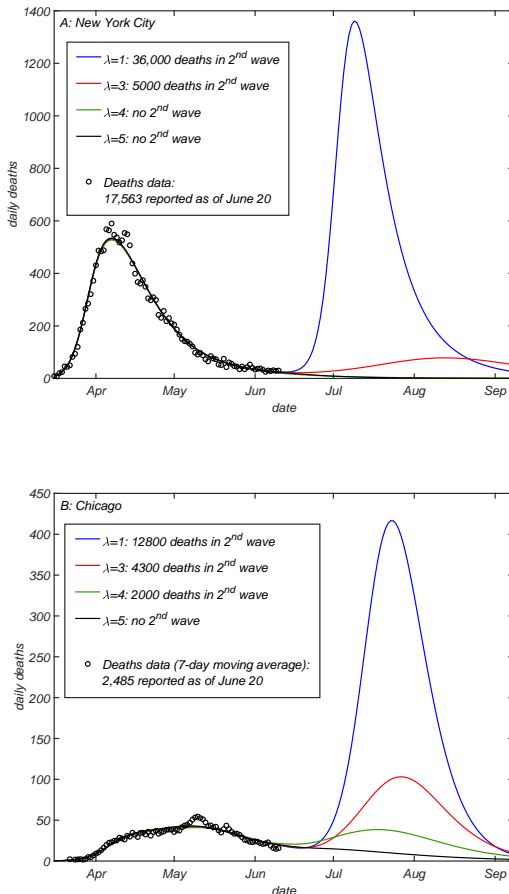 A: New York City
1400
1200
1000
800
600
400
200
0
daily deaths
λ=1: 36,000 deaths in 2nd wave
λ=3: 5000 deaths in 2nd wave
λ=4: no 2nd wave
λ=5: no 2nd wave
Deaths data:
17,563 reported as of June 20
Apr May Jun Jul Aug Sep
date
B: Chicago
450
400
350
300
250
200
150
100
50
0
daily deaths
λ=1: 12800 deaths in 2nd wave
λ=3: 4300 deaths in 2nd wave
λ=4: 2000 deaths in 2nd wave
λ=5: no 2nd wave
Deaths data (7-day moving average):
2,485 reported as of June 20
Apr May Jun Jul Aug Sep
date